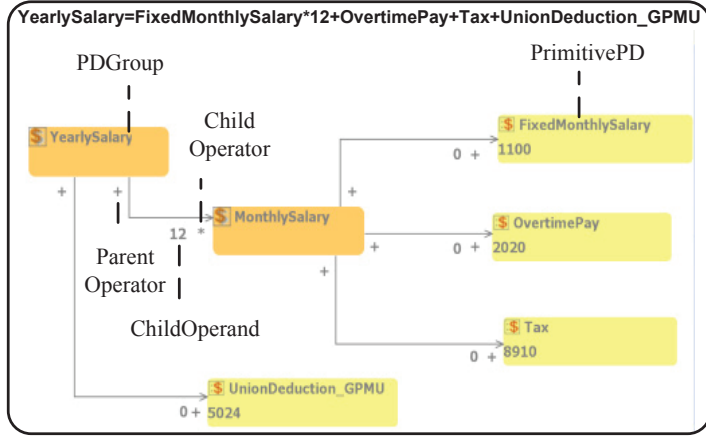 YearlySalary=FixedMonthlySalary*12+OvertimePay+Tax+UnionDeduction_GPMU
PDGroup
PrimitivePD
$ YearlySalary
Child
Operator
$ FixedMonthlySalary
0 + 1100
+ +
+
$ MonthlySalary
12 *
$ OvertimePay
+ 0 + 2020
+
Parent
Operator
ChildOperand
$ Tax
0 + 8910
$ UnionDeduction_GPMU
0 + 5024